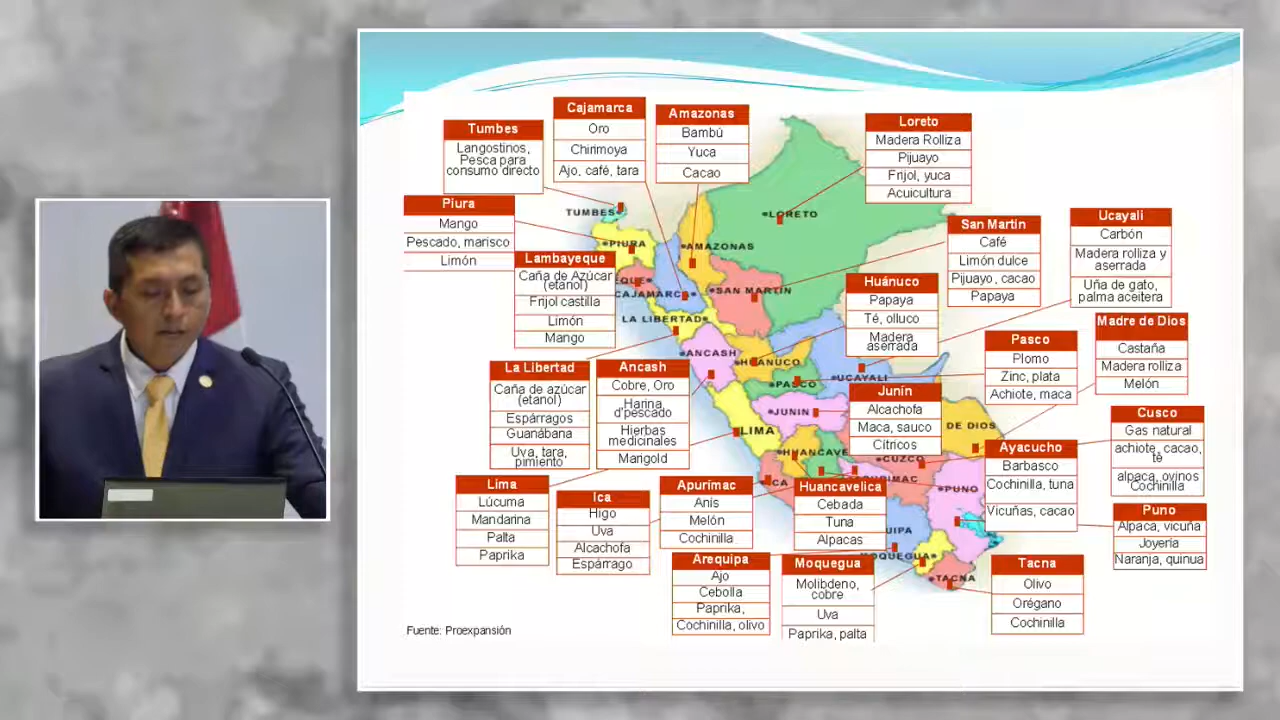 Cajamarca
Oro
Chirimoya
Ajo, café, tara
Amazonas
Bambú
Yuca
Cacao
Loreto
Madera Rolliza
Pijuayo
Frijol, yuca
Acuicultura
Tumbes
Langostinos,
Pesca para
consumo directo
Piura
Mango
Pescado, marisco
Limón
TUMBES
LORETO
PIURA
AMAZONAS
San Martín
Café
Limón dulce
Pijuayo, cacao
Papaya
Ucayali
Carbón
Madera rolliza y
aserrada
Uña de gato,
palma aceitera
Lambayeque
Caña de Azúcar
(etanol)
Frijol castilla
Limón
Mango
CAJAMARCA
SAN MARTIN
LA LIBERTAD
Huánuco
Papaya
Té, olluco
Madera
aserrada
Madre de Dios
Castaña
Madera rolliza
Melón
Pasco
Plomo
Zinc, plata
Achiote, maca
ANCASH
HUANUCO
PASCO
UCAYALI
La Libertad
Caña de azúcar
(etanol)
Espárragos
Guanábana
Uva, tara,
pimiento
Ancash
Cobre, Oro
Harina
d'pescado
Hierbas
medicinales
Marigold
Junín
Alcachofa
Maca, sauco
Cítricos
JUNIN
LIMA
DE DIOS
Cusco
Gas natural
achiote, cacao,
té
alpaca, ovinos
Cochinilla
HUANCAVE
CUZCO
Ayacucho
Barbasco
Cochinilla, tuna
Vicuñas, cacao
Lima
Lúcuma
Mandarina
Palta
Paprika
Ica
Higo
Uva
Alcachofa
Espárrago
Apurímac
Anís
Melón
Cochinilla
Huancavelica
Cebada
Tuna
Alpacas
PUNO
Puno
Alpaca, vicuña
Joyería
Naranja, quinua
UIPA
MOQUEGUA
TACNA
Arequipa
Ajo
Cebolla
Paprika,
Cochinilla, olivo
Moquegua
Molibdeno,
cobre
Uva
Paprika, palta
Tacna
Olivo
Orégano
Cochinilla
Fuente: Proexpansión